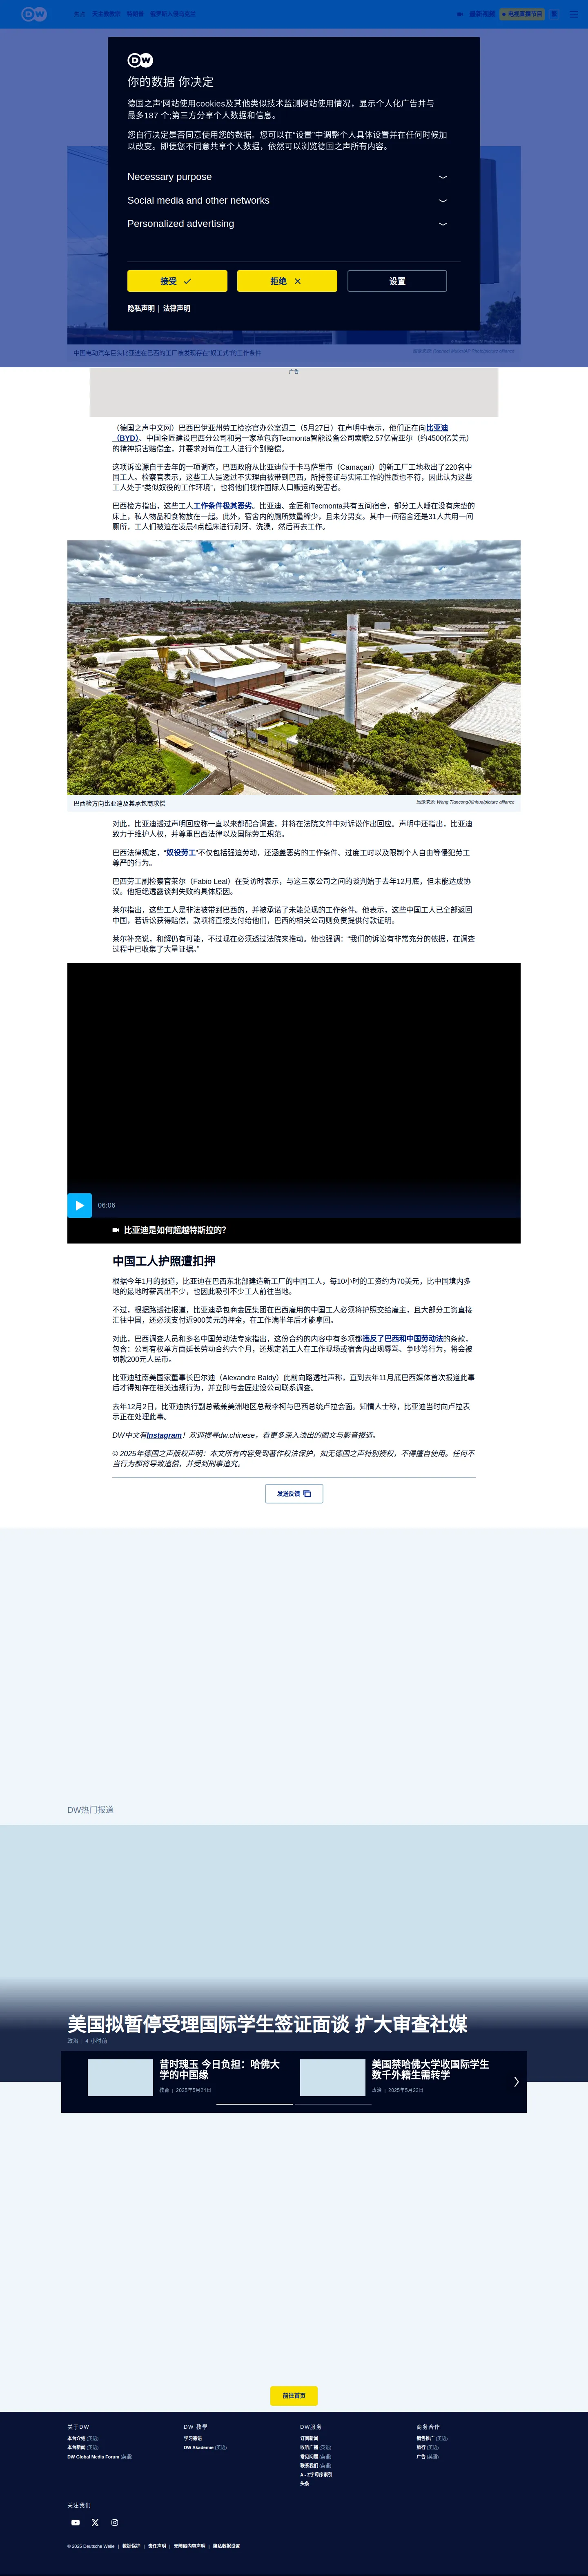 DW
你的数据 你决定
德国之声'网站使用cookies及其他类似技术监测网站使用情况，显示个人化广告并与
最多187 个;第三方分享个人数据和信息。
您自行决定是否同意使用您的数据。您可以在"设置"中调整个人具体设置并在任何时候加
以改变。即便您不同意共享个人数据，依然可以浏览德国之声所有内容。
Necessary purpose
Social media and other networks
Personalized advertising
接受
拒绝
设置
隐私声明 | 法律声明
中国电动汽车巨头比亚迪在巴西的工厂被发现存在"奴工式"的工作条件
广告
（德国之声中文网）巴西巴伊亚州劳工检察官办公室週二（5月27日）在声明中表示，他们正在向比亚迪
（BYD）、中国金匠建设巴西分公司和另一家承包商Tecmonta智能设备公司索赔2.57亿雷亚尔（约4500亿美元）
的精神损害赔偿金，并要求对每位工人进行个别赔偿。
这项诉讼源自于去年的一项调查，巴西政府从比亚迪位于卡马萨里市（Camaçari）的新工厂工地救出了220名中
国工人。检察官表示，这些工人是透过不实理由被带到巴西，所持签证与实际工作的性质也不符，因此认为这些
工人处于"类似奴役的工作环境"，也将他们视作国际人口贩运的受害者。
巴西检方指出，这些工人工作条件极其恶劣。比亚迪、金匠和Tecmonta共有五间宿舍，部分工人睡在没有床垫的
床上，私人物品和食物放在一起。此外，宿舍内的厕所数量稀少，且未分男女。其中一间宿舍还是31人共用一间
厕所，工人们被迫在凌晨4点起床进行刷牙、洗澡，然后再去工作。
巴西检方向比亚迪及其承包商求偿
图像来源: Wang Tiancong/Xinhua/picture alliance
对此，比亚迪透过声明回应称一直以来都配合调查，并将在法院文件中对诉讼作出回应。声明中还指出，比亚迪
致力于维护人权，并尊重巴西法律以及国际劳工规范。
巴西法律规定，"奴役劳工"不仅包括强迫劳动，还涵盖恶劣的工作条件、过度工时以及限制个人自由等侵犯劳工
尊严的行为。
巴西劳工副检察官莱尔（Fabio Leal）在受访时表示，与这三家公司之间的谈判始于去年12月底，但未能达成协
议。他拒绝透露谈判失败的具体原因。
莱尔指出，这些工人是非法被带到巴西的，并被承诺了未能兑现的工作条件。他表示，这些中国工人已全部返回
中国，若诉讼获得赔偿，款项将直接支付给他们，巴西的相关公司则负责提供付款证明。
莱尔补充说，和解仍有可能，不过现在必须透过法院来推动。他也强调："我们的诉讼有非常充分的依据，在调查
过程中已收集了大量证据。"
06:06
比亚迪是如何超越特斯拉的?
中国工人护照遭扣押
根据今年1月的报道，比亚迪在巴西东北部建造新工厂的中国工人，每10小时的工资约为70美元，比中国境内多
地的最地时薪高出不少，也因此吸引不少工人前往当地。
不过，根据路透社报道，比亚迪承包商金匠集团在巴西雇用的中国工人必须将护照交给雇主，且大部分工资直接
汇往中国，还必须支付近900美元的押金，在工作满半年后才能拿回。
对此，巴西调查人员和多名中国劳动法专家指出，这份合约的内容中有多项都违反了巴西和中国劳动法的条款，
包含：公司有权单方面延长劳动合约六个月，还规定若工人在工作现场或宿舍内出现辱骂、争吵等行为，将会被
罚款200元人民币。
比亚迪驻南美国家董事长巴尔迪（Alexandre Baldy）此前向路透社声称，直到去年11月底巴西媒体首次报道此事
后才得知存在相关违规行为，并立即与金匠建设公司联系调查。
去年12月2日，比亚迪执行副总裁兼美洲地区总裁李柯与巴西总统卢拉会面。知情人士称，比亚迪当时向卢拉表
示正在处理此事。
DW中文有Instagram！欢迎搜寻dw.chinese，看更多深入浅出的图文与影音报道。
© 2025年德国之声版权声明：本文所有内容受到著作权法保护，如无德国之声特别授权，不得擅自使用。任何不
当行为都将导致追偿，并受到刑事追究。
发送反馈
DW热门报道
美国拟暂停受理国际学生签证面谈 扩大审查社媒
政治 | 4 小时前
昔时瑰玉 今日负担：哈佛大
学的中国缘
教育 | 2025年5月24日
美国禁哈佛大学收国际学生
数千外籍生需转学
政治 | 2025年5月23日
前往首页
关于DW
本台介绍 (英语)
本台新闻 (英语)
DW Global Media Forum (英语)
DW 教學
学习德语
DW Akademie (英语)
DW服务
订阅新闻
收听广播 (英语)
常见问题 (英语)
联系我们 (英语)
A - Z字母序索引
头条
商务合作
销售推广 (英语)
旅行 (英语)
广告 (英语)
关注我们
© 2025 Deutsche Welle | 数据保护 | 责任声明 | 无障碍内容声明 | 隐私数据设置